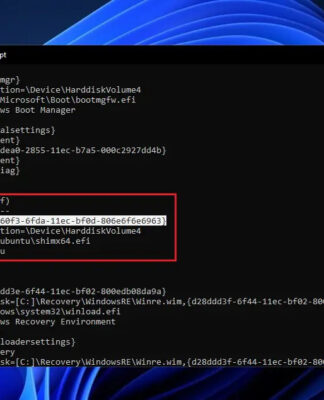 pt
mgr}
tion=\Device\HarddiskVolume4
Microsoft\Boot\bootmgfw.efi
ws Boot Manager
alsettings}
ent}
dea0-2855-11ec-b7a5-000c2927dd4b}
ent}
iag}
f)
--
60f3-6fda-11ec-bf0d-806e6f6e6963}
tion=\Device\HarddiskVolume4
ubuntu\shimx64.efi
u
dd3e-6f44-11ec-bf02-800edb08da9a}
sk=[C:]\Recovery\WindowsRE\Winre.wim,{d28ddd3f-6f44-11ec-bf02-800
ows\system32\winload.efi
ws Recovery Environment
loadersettings}
ery
sk=[C:]\Recovery\WindowsRE\Winre.wim,{d28ddd3f-6f44-11ec-bf02-800